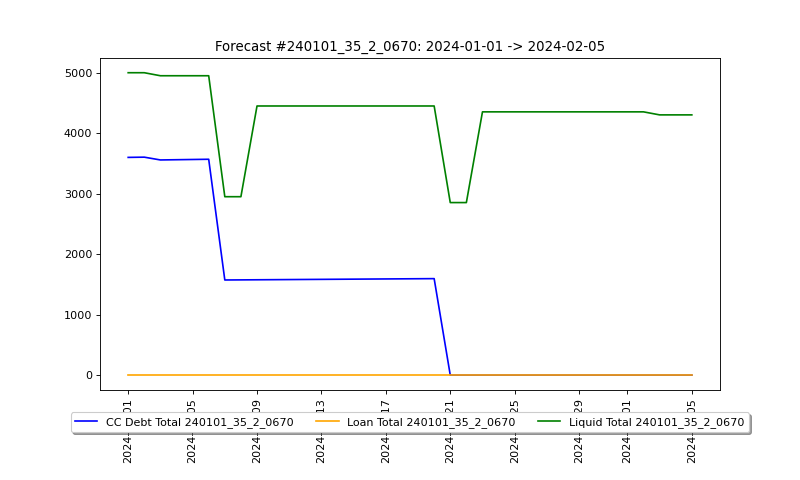 Forecast #240101_35_2_0670: 2024-01-01 -> 2024-02-05
5000
4000
3000
2000
1000
0
CC Debt Total 240101_35_2_0670
Loan Total 240101_35_2_0670
Liquid Total 240101_35_2_0670